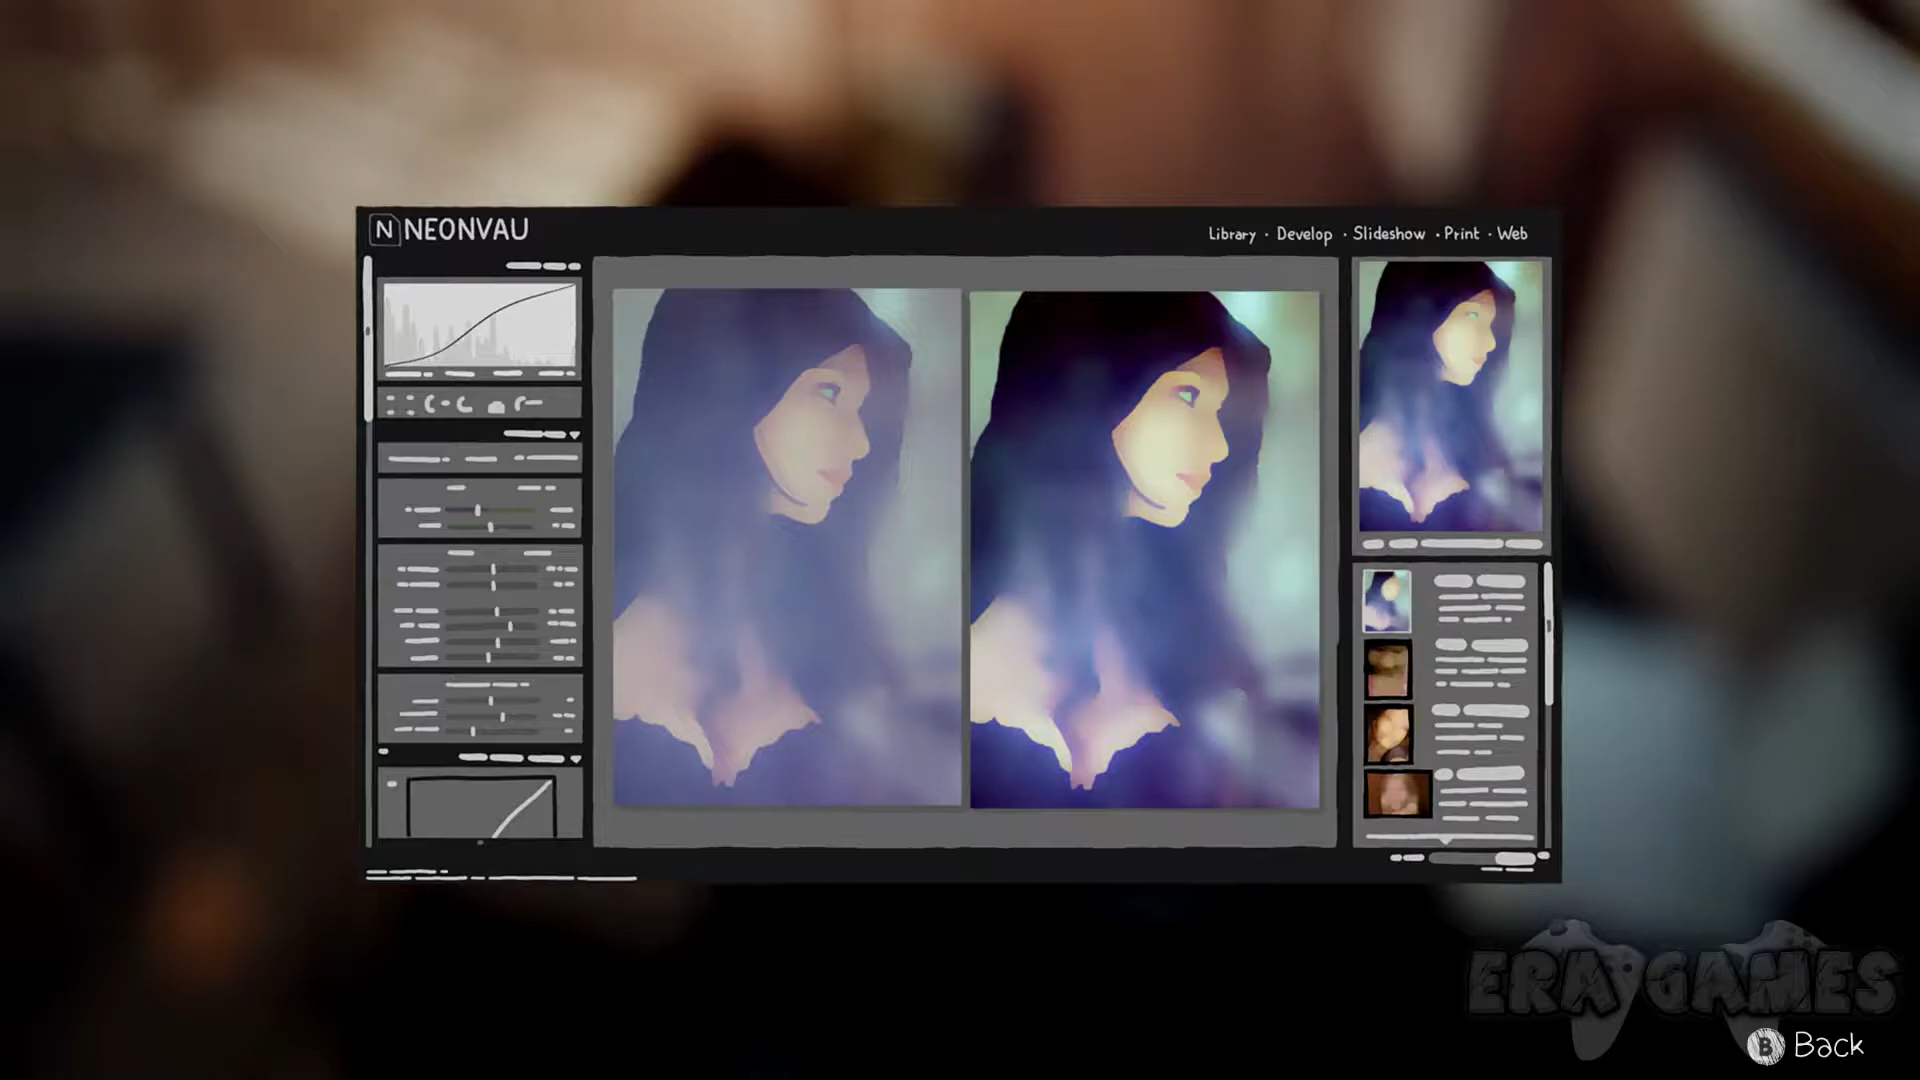 N NEONVAU
Library · Develop · Slideshow · Print · Web
ERA GAMES
B Back